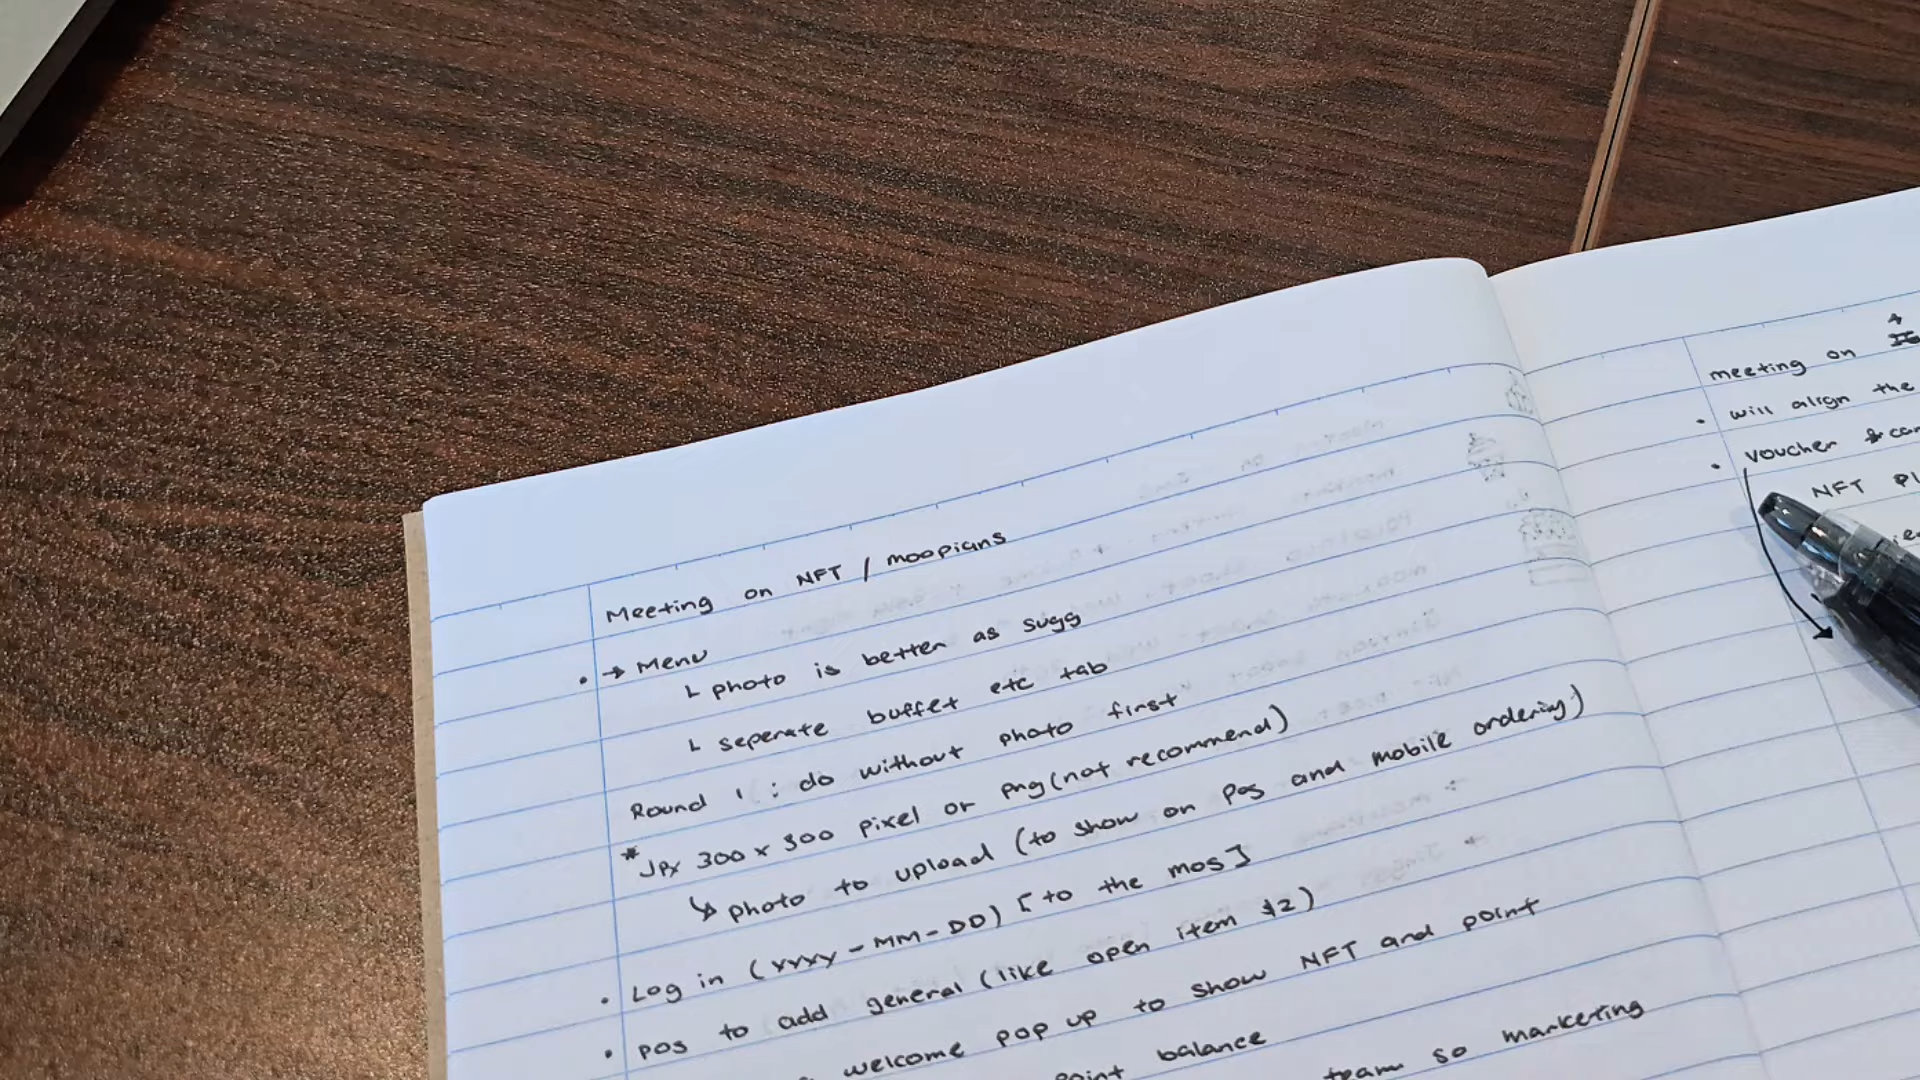 Meeting on NFT / moopians
• → Menu
L photo is better as sugg
L seperate buffet etc tab
Round 1 : do without photo first
* JPG 300 x 300 pixel or png (not recommend)
↳ photo to upload (to show on pos and mobile ordering)
• Log in (YYYY-MM-DD) [to the mos]
• pos to add general (like open item $2)
welcome pop up to show NFT and point
point balance
team so marketing
meeting on
• will align the
• voucher
NFT